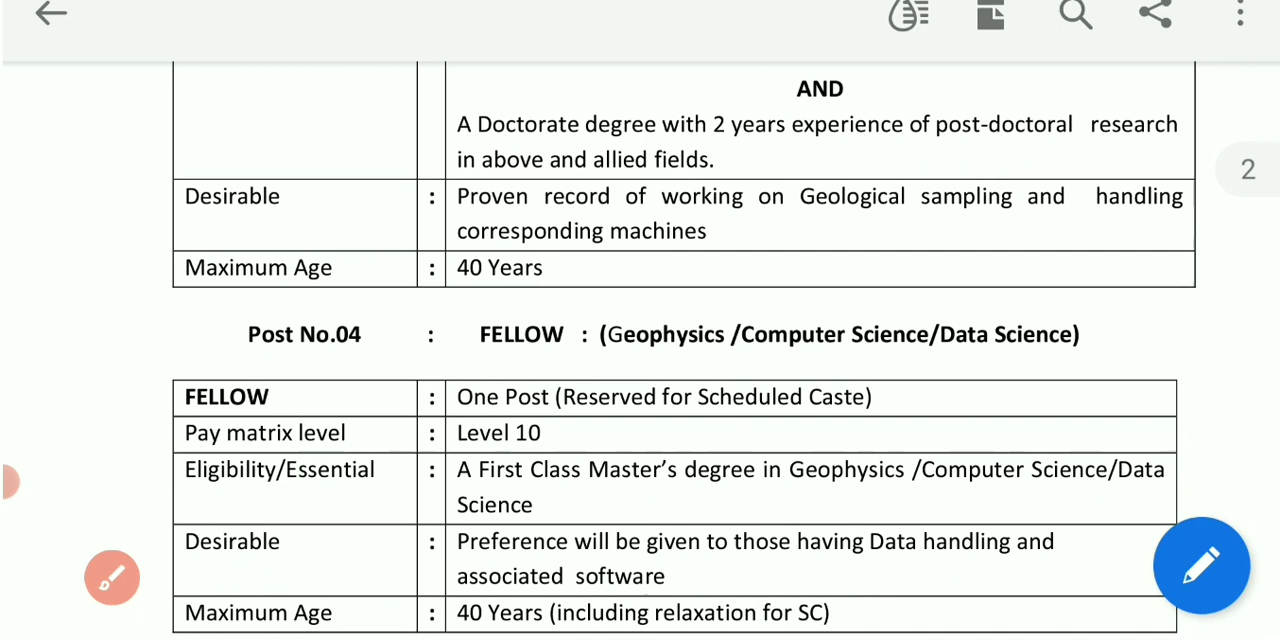 AND
A Doctorate degree with 2 years experience of post-doctoral research
in above and allied fields.
2
Desirable : Proven record of working on Geological sampling and handling
corresponding machines
Maximum Age : 40 Years
Post No.04 : FELLOW : (Geophysics /Computer Science/Data Science)
FELLOW : One Post (Reserved for Scheduled Caste)
Pay matrix level : Level 10
Eligibility/Essential : A First Class Master's degree in Geophysics /Computer Science/Data
Science
Desirable : Preference will be given to those having Data handling and
associated software
Maximum Age : 40 Years (including relaxation for SC)